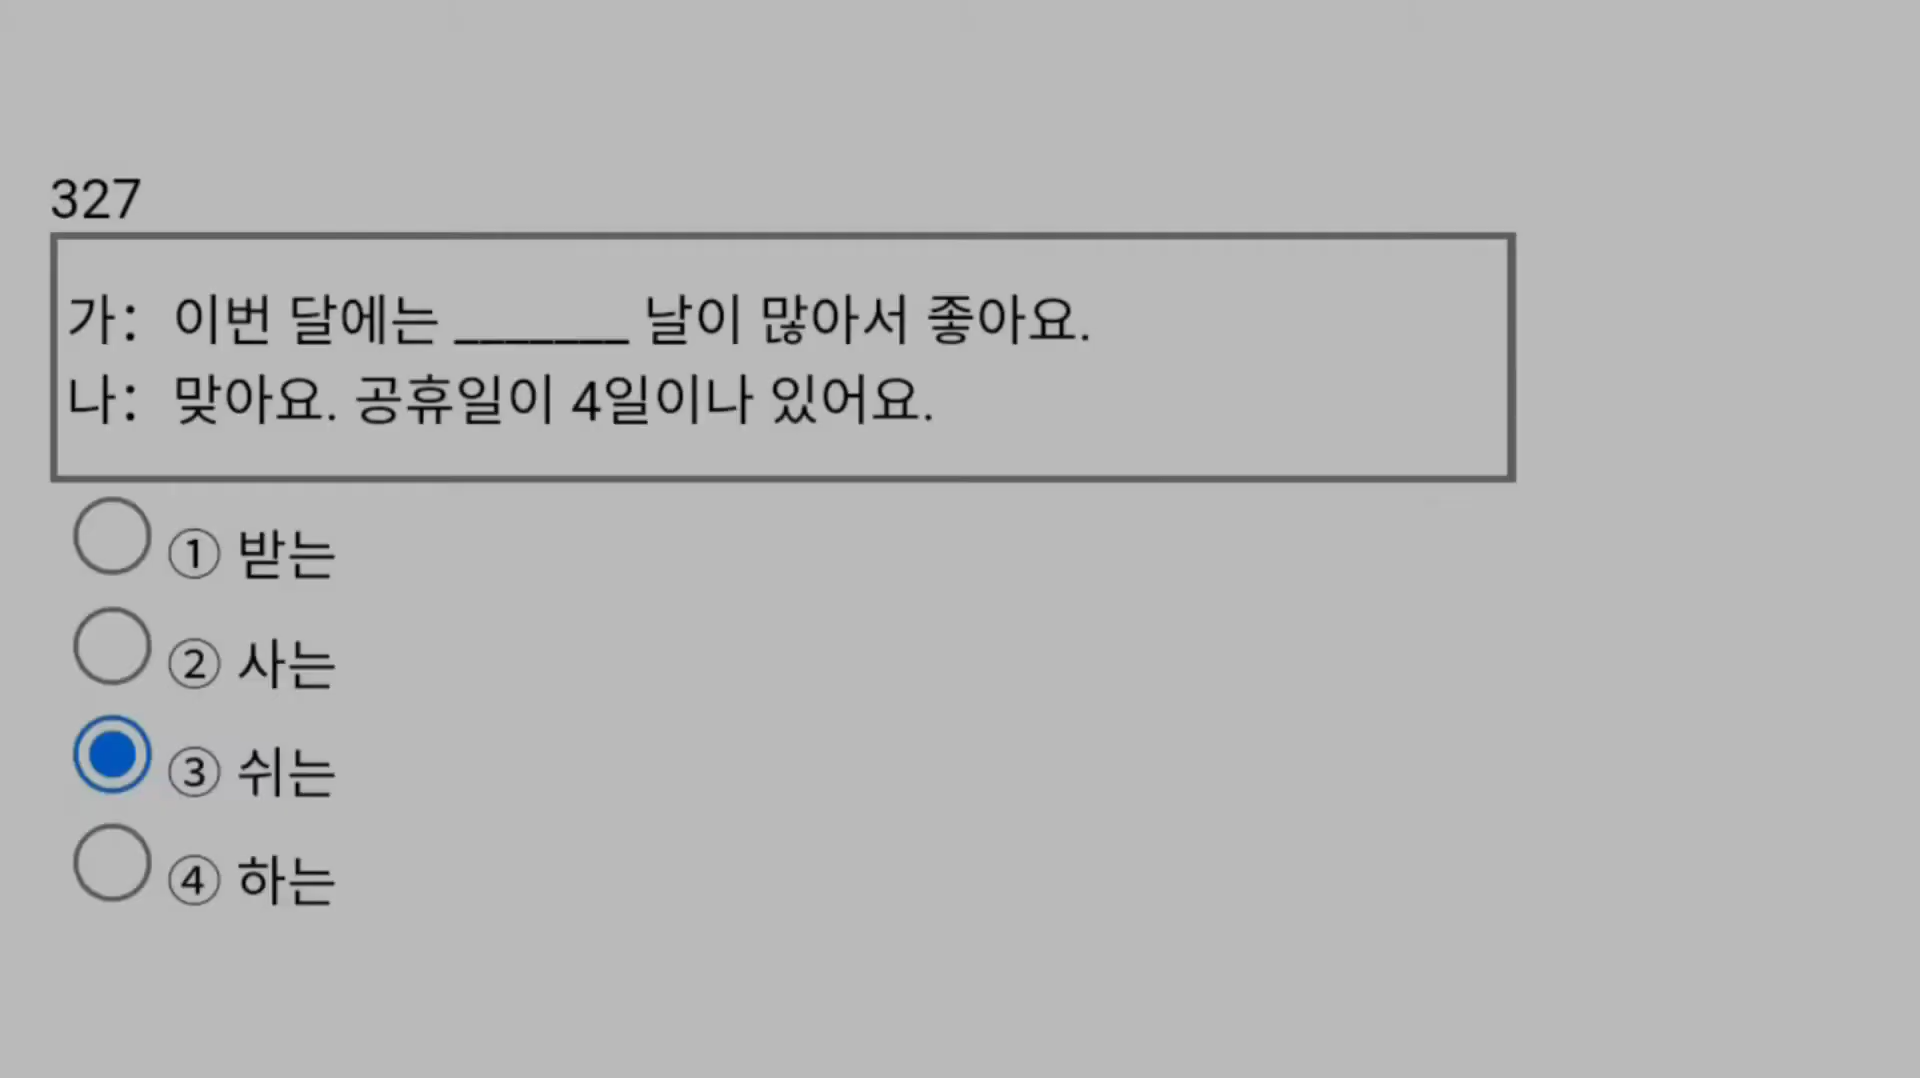 327
가: 이번 달에는 _______ 날이 많아서 좋아요.
나: 맞아요. 공휴일이 4일이나 있어요.
① 받는
② 사는
③ 쉬는
④ 하는